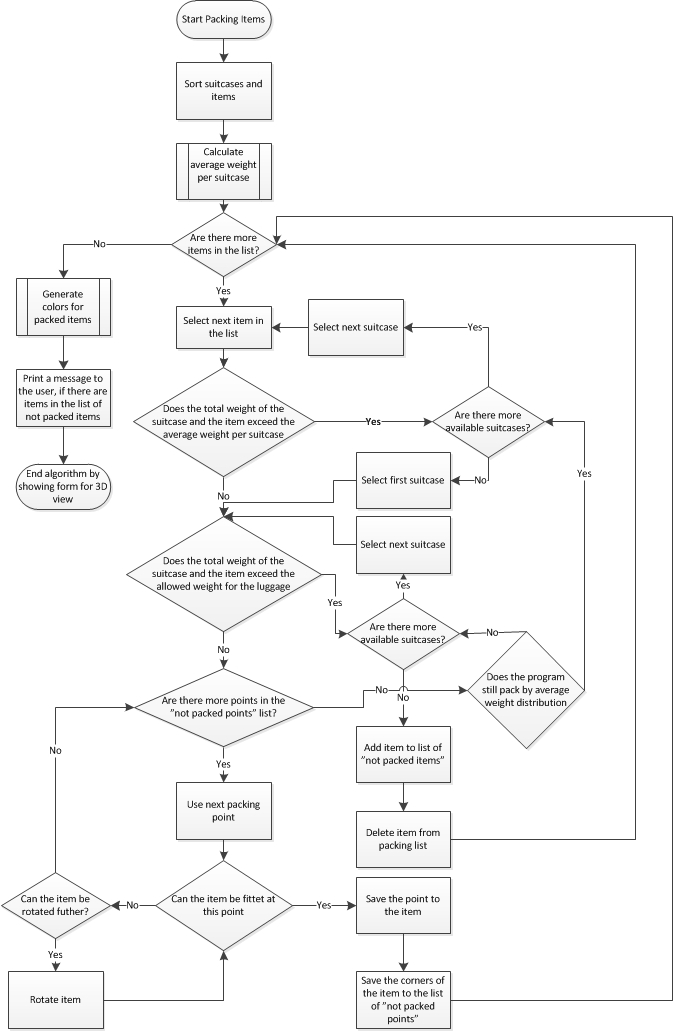 Start Packing Items
Sort suitcases and
items
Calculate
average weight
per suitcase
Are there more
items in the list?
No
Yes
Generate
colors for
packed items
Select next item in
the list
Select next suitcase
Yes
Print a message to
the user, if there are
items in the list of
not packed items
Does the total weight of the
suitcase and the item exceed the
average weight per suitcase
Yes
Are there more
available suitcases?
End algorithm by
showing form for 3D
view
No
Select first suitcase
No
Yes
Does the total weight of the
suitcase and the item exceed the
allowed weight for the luggage
Select next suitcase
Yes
Yes
Are there more
available suitcases?
No
No
Does the program
still pack by average
weight distribution
Are there more points in the
"not packed points" list?
No
No
Yes
No
Add item to list of
"not packed items"
Use next packing
point
Delete item from
packing list
Can the item be
rotated futher?
No
Can the item be fittet at
this point
Yes
Save the point to
the item
Yes
Rotate item
Save the corners of
the item to the list
of "not packed
points"